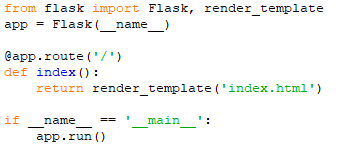 from flask import Flask, render_template
app = Flask(__name__)

@app.route('/')
def index():
    return render_template('index.html')

if __name__ == '__main__':
    app.run()